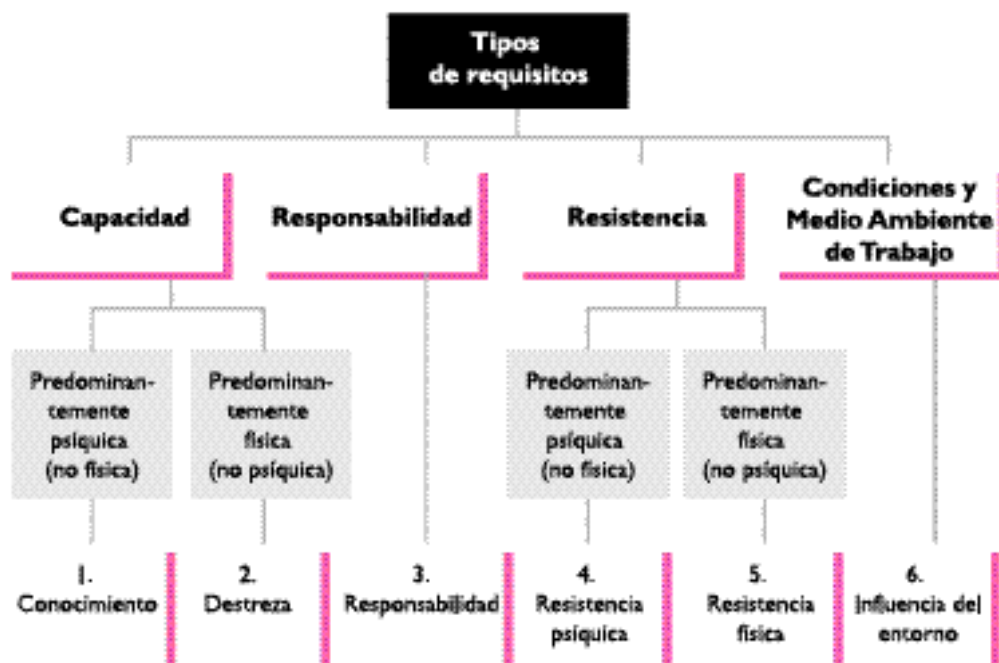 Tipos
de requisitos
Capacidad
Responsabilidad
Resistencia
Condiciones y
Medio Ambiente
de Trabajo
Predominan-
temente
psíquica
(no física)
Predominan-
temente
física
(no psíquica)
Predominan-
temente
psíquica
(no física)
Predominan-
temente
física
(no psíquica)
1.
Conocimiento
2.
Destreza
3.
Responsabilidad
4.
Resistencia
psíquica
5.
Resistencia
física
6.
Influencia del
entorno